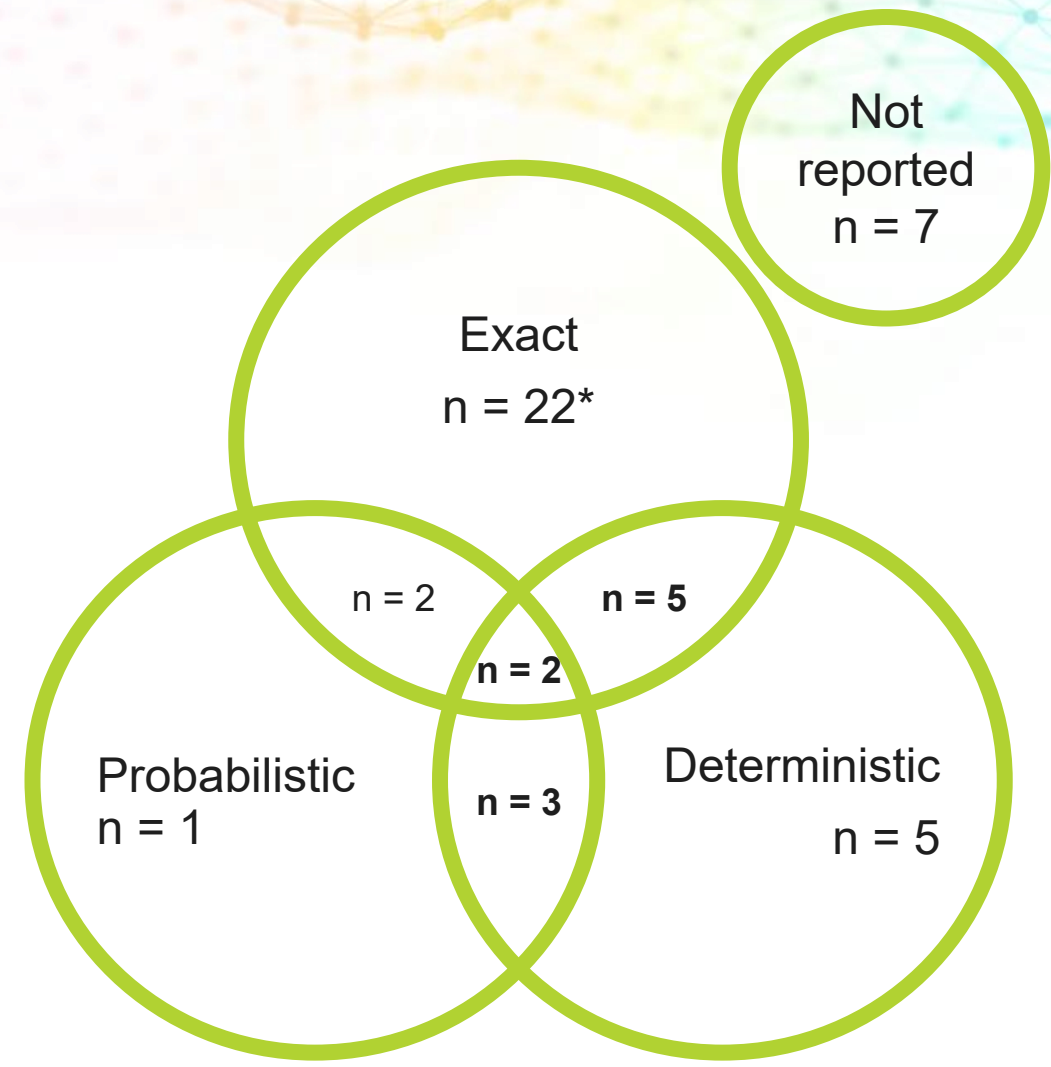 Not
reported
n = 7
Exact
n = 22*
n = 2
n = 5
n = 2
Probabilistic
n = 1
n = 3
Deterministic
n = 5